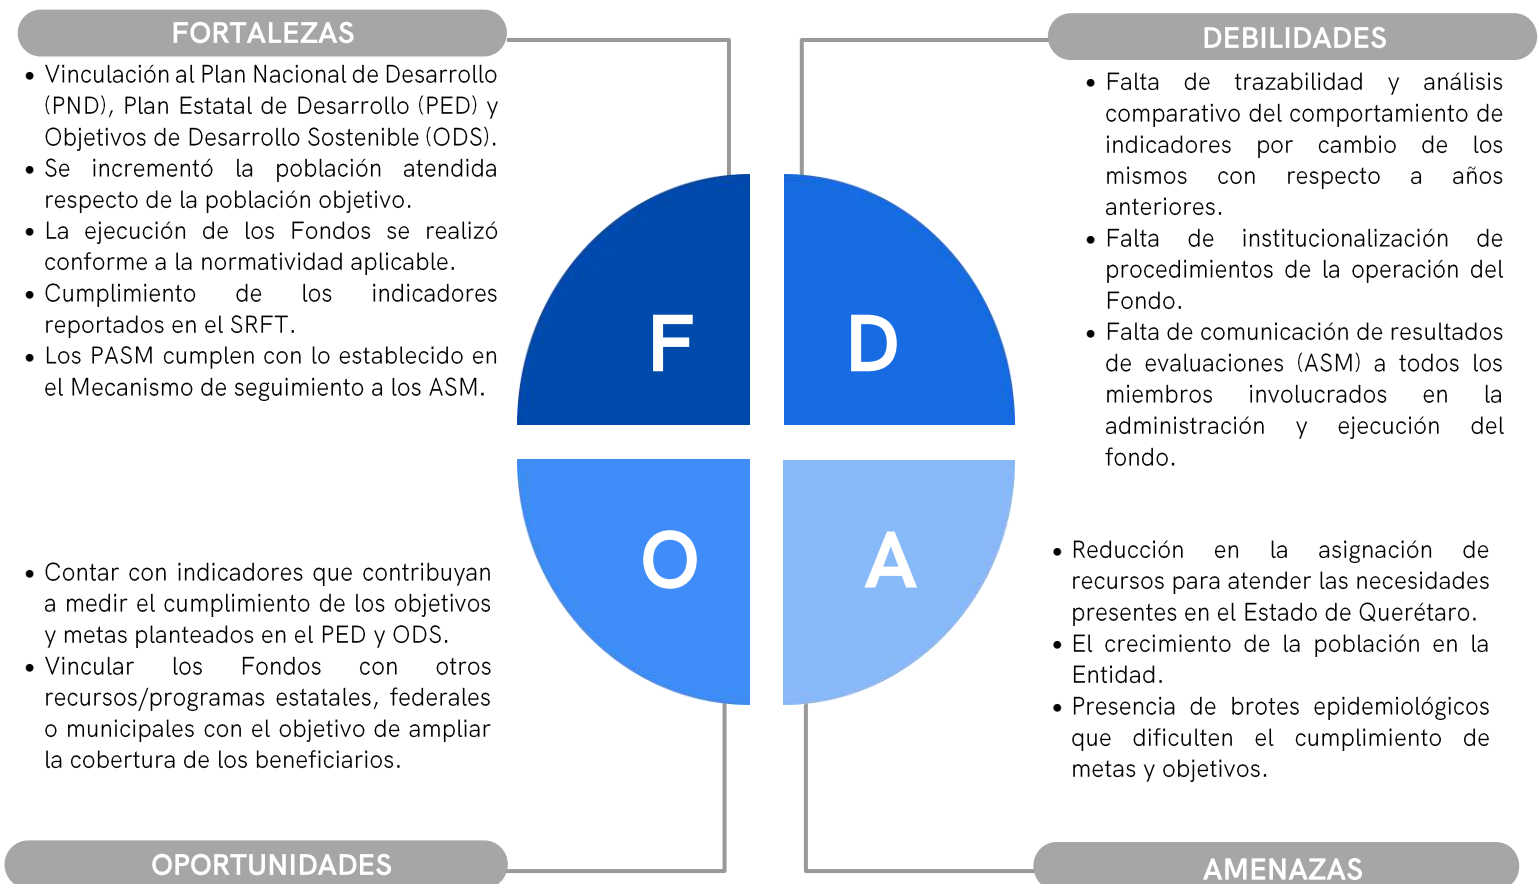 FORTALEZAS
• Vinculación al Plan Nacional de Desarrollo
(PND), Plan Estatal de Desarrollo (PED) y
Objetivos de Desarrollo Sostenible (ODS).
• Se incrementó la población atendida
respecto de la población objetivo.
• La ejecución de los Fondos se realizó
conforme a la normatividad aplicable.
• Cumplimiento de los indicadores
reportados en el SRFT.
• Los PASM cumplen con lo establecido en
el Mecanismo de seguimiento a los ASM.
DEBILIDADES
• Falta de trazabilidad y análisis
comparativo del comportamiento de
indicadores por cambio de los
mismos con respecto a años
anteriores.
• Falta de institucionalización de
procedimientos de la operación del
Fondo.
• Falta de comunicación de resultados
de evaluaciones (ASM) a todos los
miembros involucrados en la
administración y ejecución del
fondo.
F
D
O
A
• Contar con indicadores que contribuyan
a medir el cumplimiento de los objetivos
y metas planteados en el PED y ODS.
• Vincular los Fondos con otros
recursos/programas estatales, federales
o municipales con el objetivo de ampliar
la cobertura de los beneficiarios.
OPORTUNIDADES
• Reducción en la asignación de
recursos para atender las necesidades
presentes en el Estado de Querétaro.
• El crecimiento de la población en la
Entidad.
• Presencia de brotes epidemiológicos
que dificulten el cumplimiento de
metas y objetivos.
AMENAZAS